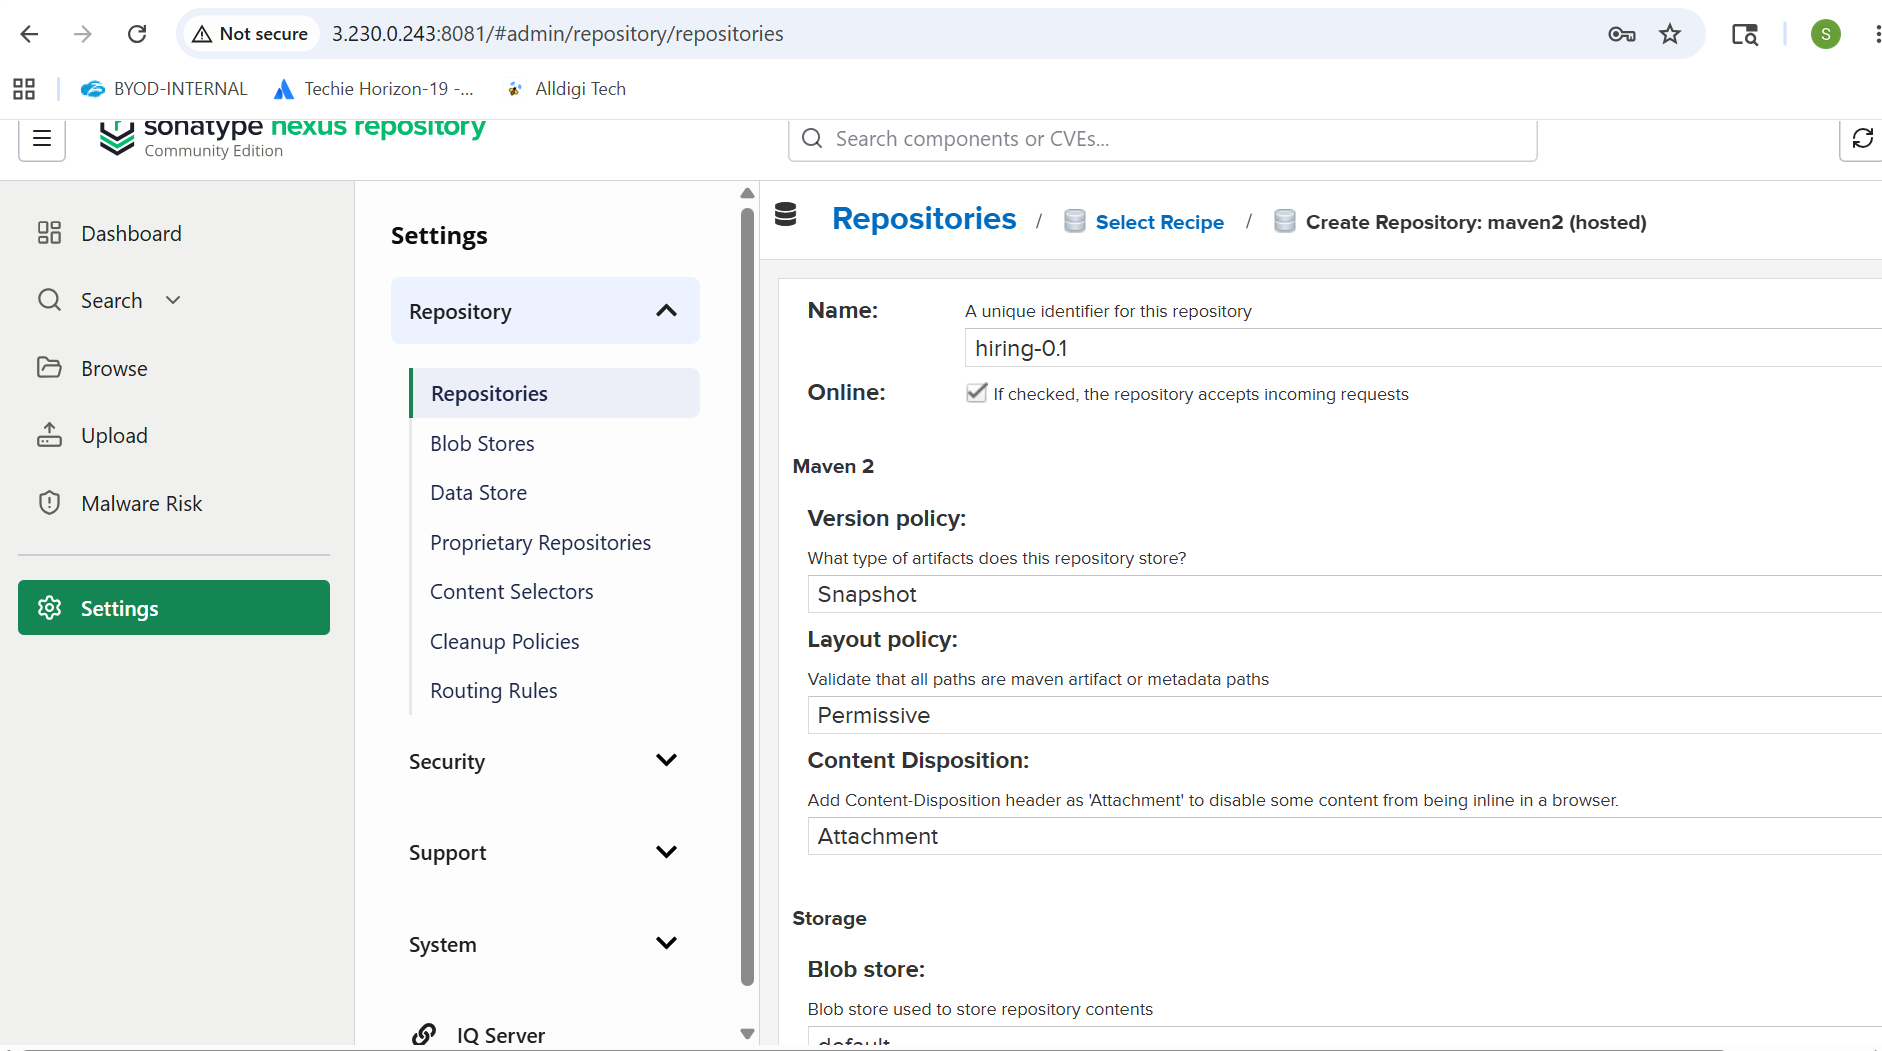 Not secure 3.230.0.243:8081/#admin/repository/repositories
S
BYOD-INTERNAL Techie Horizon-19 -... Alldigi Tech
sonatype nexus repository
Community Edition
Search components or CVEs...
Dashboard
Search
Browse
Upload
Malware Risk
Settings
Settings
Repository
Repositories
Blob Stores
Data Store
Proprietary Repositories
Content Selectors
Cleanup Policies
Routing Rules
Security
Support
System
IQ Server
Repositories / Select Recipe / Create Repository: maven2 (hosted)
Name: A unique identifier for this repository
hiring-0.1
Online: If checked, the repository accepts incoming requests
Maven 2
Version policy:
What type of artifacts does this repository store?
Snapshot
Layout policy:
Validate that all paths are maven artifact or metadata paths
Permissive
Content Disposition:
Add Content-Disposition header as 'Attachment' to disable some content from being inline in a browser.
Attachment
Storage
Blob store:
Blob store used to store repository contents
default